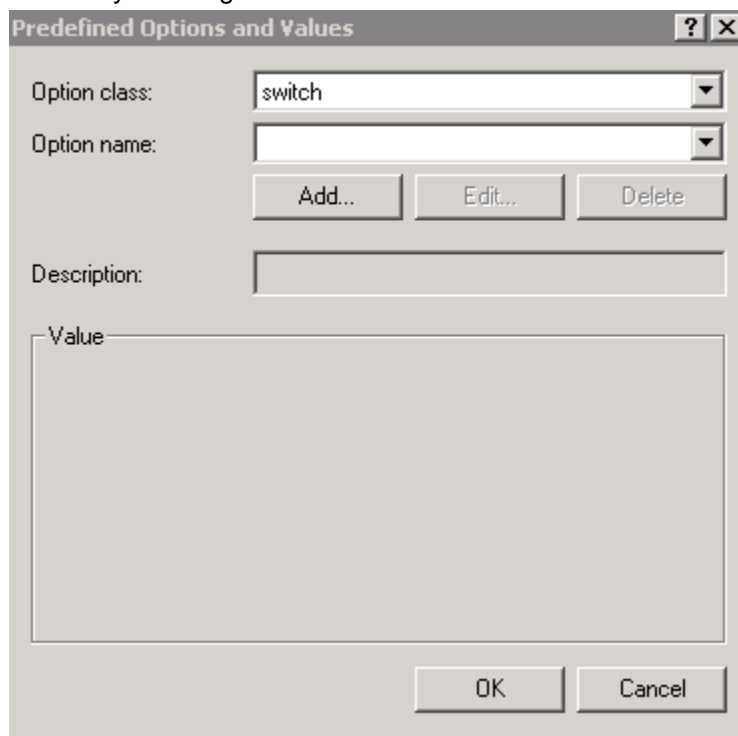 Predefined Options and Values
Option class: switch
Option name:
Add... Edit... Delete
Description:
Value
OK Cancel